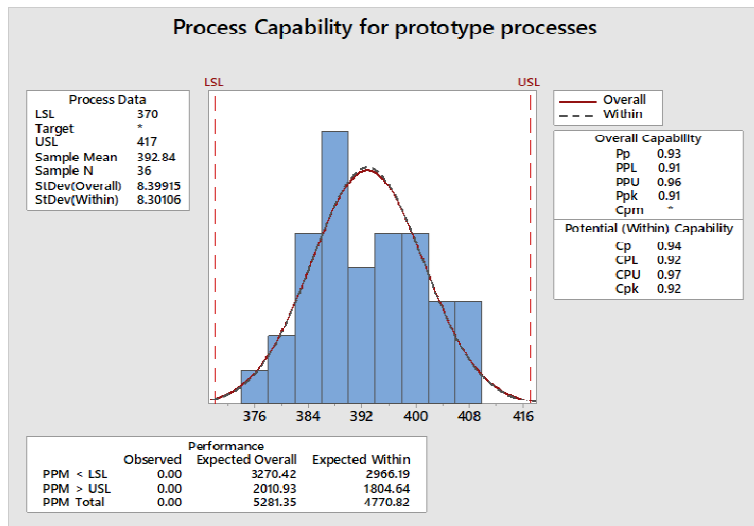 Process Capability for prototype processes
LSL
USL
Process Data
LSL 370
Target *
USL 417
Sample Mean 392.84
Sample N 36
StDev(Overall) 8.39915
StDev(Within) 8.30106
Overall
Within
Overall Capability
Pp 0.93
PPL 0.91
PPU 0.96
Ppk 0.91
Cpm *
Potential (Within) Capability
Cp 0.94
CPL 0.92
CPU 0.97
Cpk 0.92
376 384 392 400 408 416
Performance
Observed Expected Overall Expected Within
PPM < LSL 0.00 3270.42 2966.19
PPM > USL 0.00 2010.93 1804.64
PPM Total 0.00 5281.35 4770.82